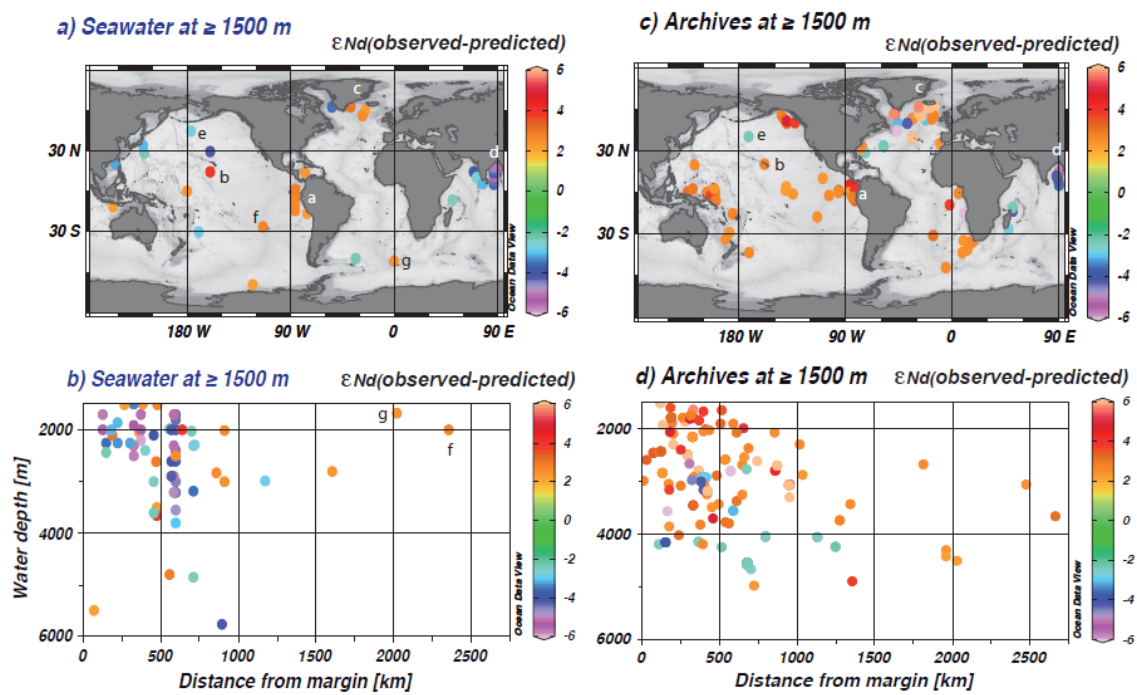 a) Seawater at ≥ 1500 m
εNd(observed-predicted)
6
4
2
0
-2
-4
-6
c
e
d
b
a
f
g
30 N
30 S
180 W
90 W
0
90 E
Ocean Data View
c) Archives at ≥ 1500 m
εNd(observed-predicted)
6
4
2
0
-2
-4
-6
c
e
d
b
a
30 N
30 S
180 W
90 W
0
90 E
Ocean Data View
b) Seawater at ≥ 1500 m
εNd(observed-predicted)
6
4
2
0
-2
-4
-6
g
f
Water depth [m]
2000
4000
6000
0
500
1000
1500
2000
2500
Distance from margin [km]
Ocean Data View
d) Archives at ≥ 1500 m
εNd(observed-predicted)
6
4
2
0
-2
-4
-6
2000
4000
6000
0
500
1000
1500
2000
2500
Distance from margin [km]
Ocean Data View